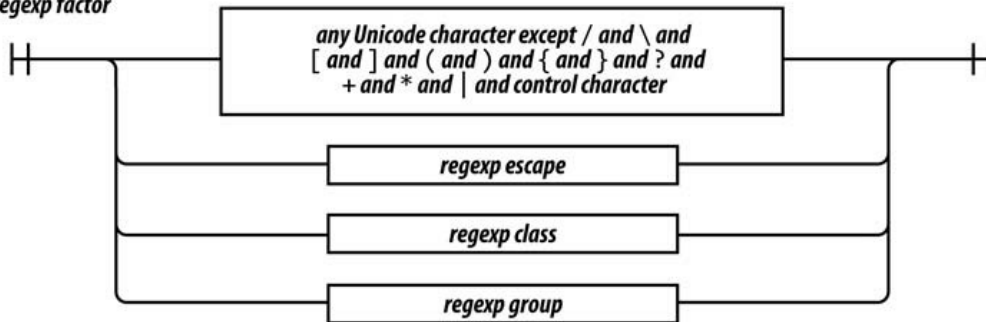 egexp factor
any Unicode character except / and \ and
[ and ] and ( and ) and { and } and ? and
+ and * and | and control character
regexp escape
regexp class
regexp group